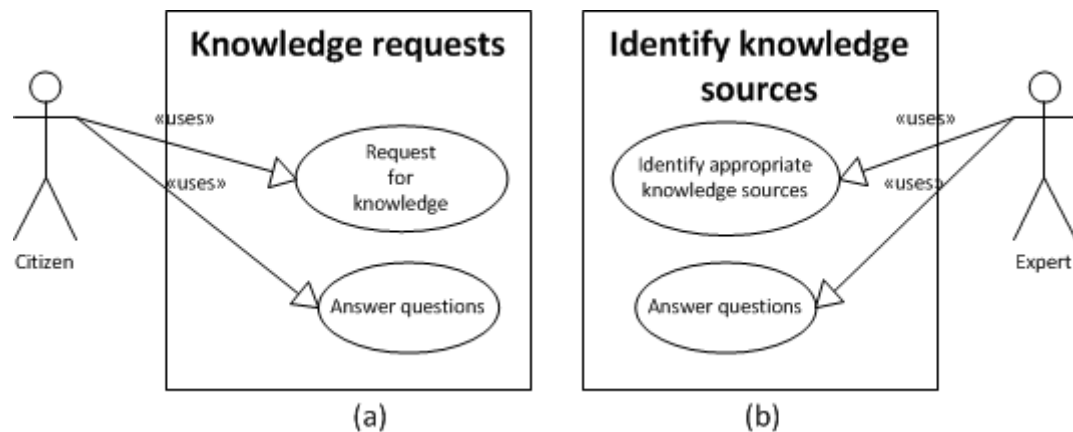 Knowledge requests
«uses»
Request
for
knowledge
«uses»
Citizen
Answer questions
(a)
Identify knowledge
sources
«uses»
Identify appropriate
knowledge sources
«uses»
Expert
Answer questions
(b)